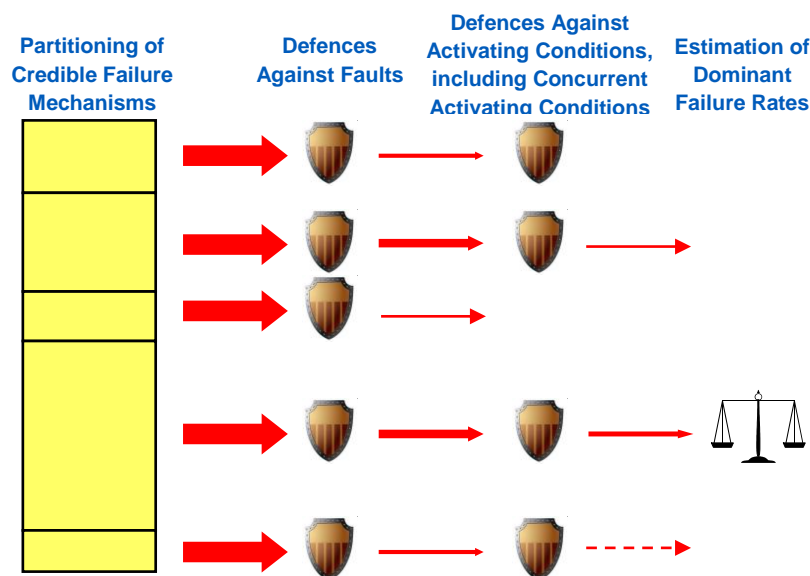 Partitioning of
Credible Failure
Mechanisms
Defences
Against Faults
Defences Against
Activating Conditions,
including Concurrent
Activating Conditions
Estimation of
Dominant
Failure Rates